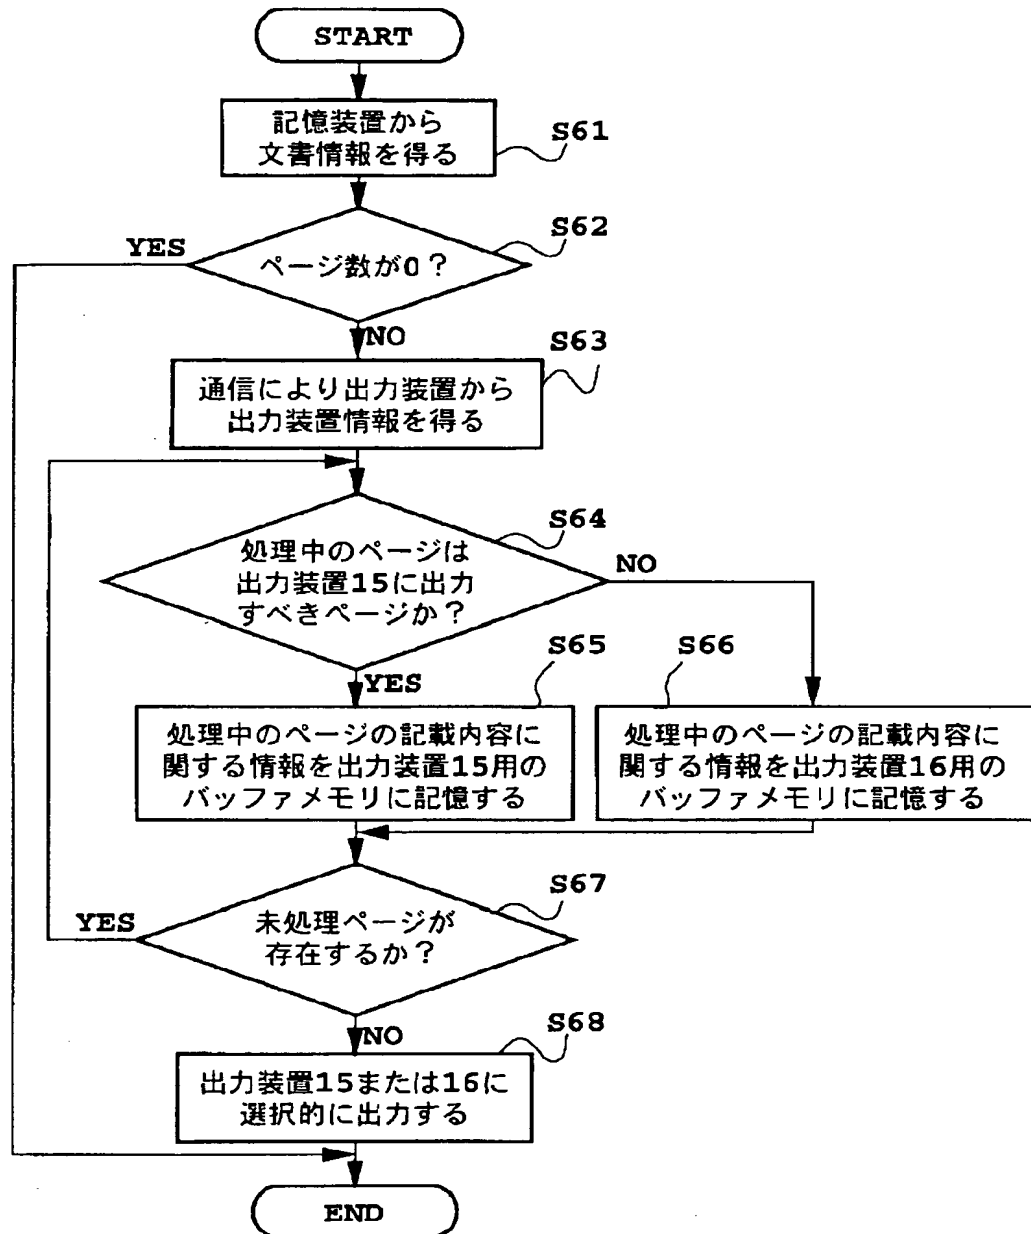 START
記憶装置から
文書情報を得る
S61
S62
YES
ページ数が0？
NO
S63
通信により出力装置から
出力装置情報を得る
S64
処理中のページは
出力装置15に出力
すべきページか？
NO
S65
S66
YES
処理中のページの記載内容に
関する情報を出力装置15用の
バッファメモリに記憶する
処理中のページの記載内容に
関する情報を出力装置16用の
バッファメモリに記憶する
S67
YES
未処理ページが
存在するか？
NO
S68
出力装置15または16に
選択的に出力する
END